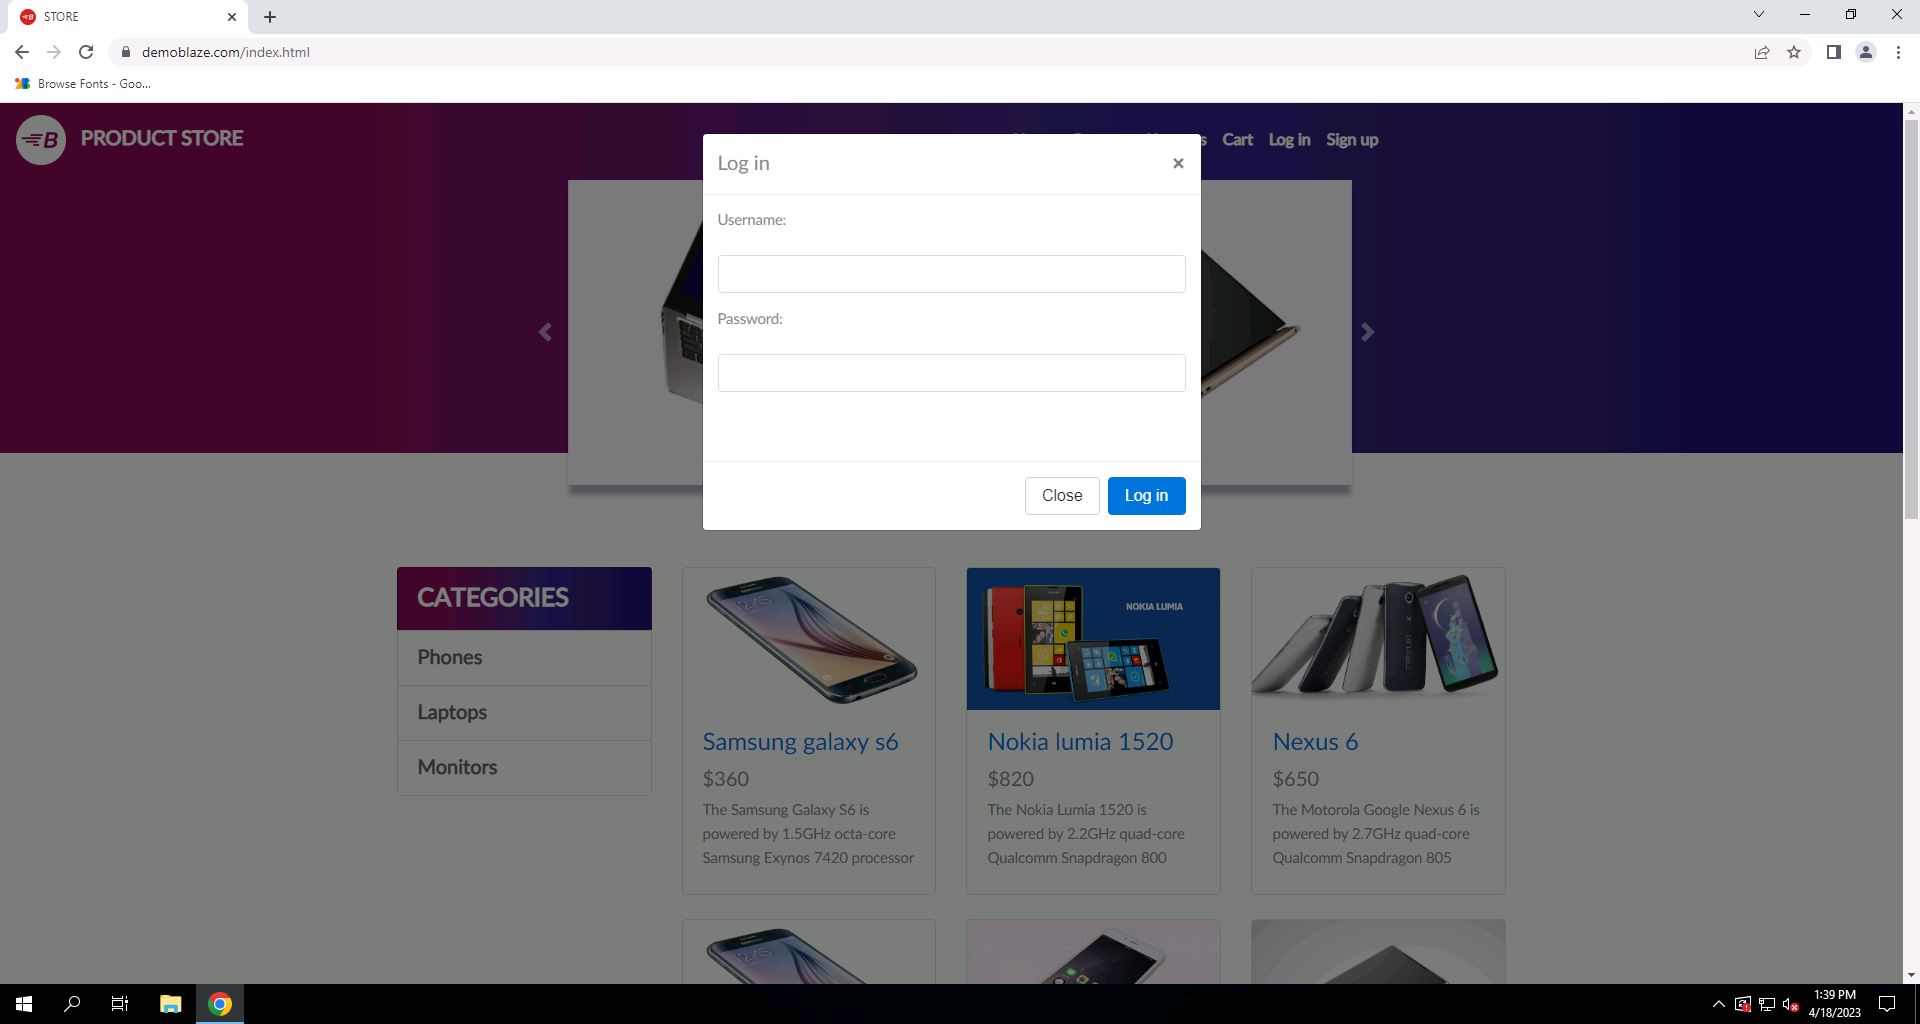 STORE
demoblaze.com/index.html
Browse Fonts - Goo...
PRODUCT STORE
Cart
Log in
Sign up
Log in
×
Username:
Password:
Close
Log in
CATEGORIES
Phones
Laptops
Monitors
12:45
Samsung galaxy s6
$360
The Samsung Galaxy S6 is
powered by 1.5GHz octa-core
Samsung Exynos 7420 processor
NOKIA LUMIA
Nokia lumia 1520
$820
The Nokia Lumia 1520 is
powered by 2.2GHz quad-core
Qualcomm Snapdragon 800
Nexus 6
$650
The Motorola Google Nexus 6 is
powered by 2.7GHz quad-core
Qualcomm Snapdragon 805
12:45
1:39 PM
4/18/2023